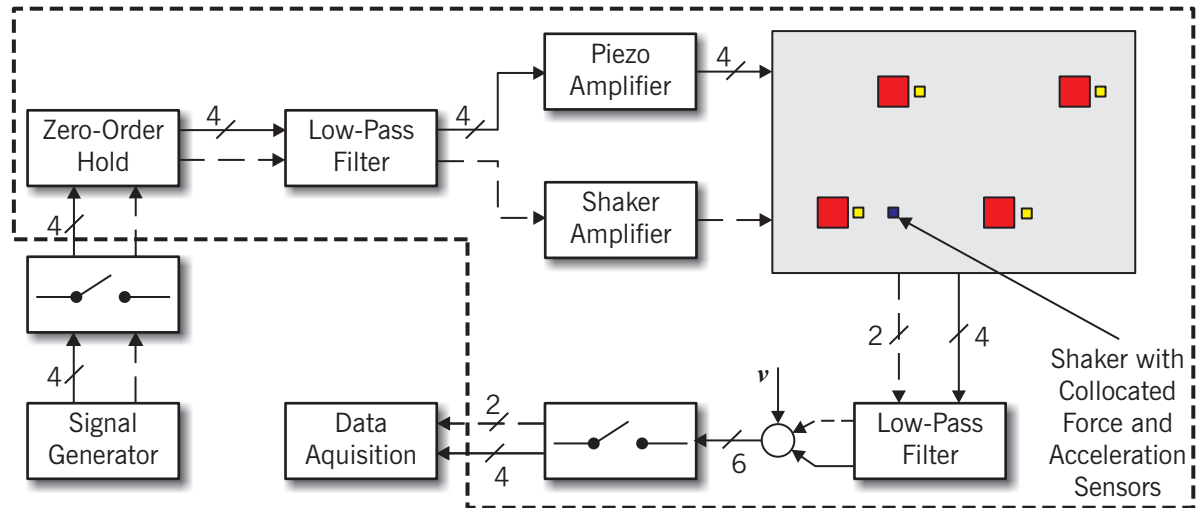 Zero-Order
Hold
4
Low-Pass
Filter
4
Piezo
Amplifier
4
Shaker
Amplifier
4
4
Signal
Generator
Data
Aquisition
2
4
6
v
Low-Pass
Filter
2
4
Shaker with
Collocated
Force and
Acceleration
Sensors